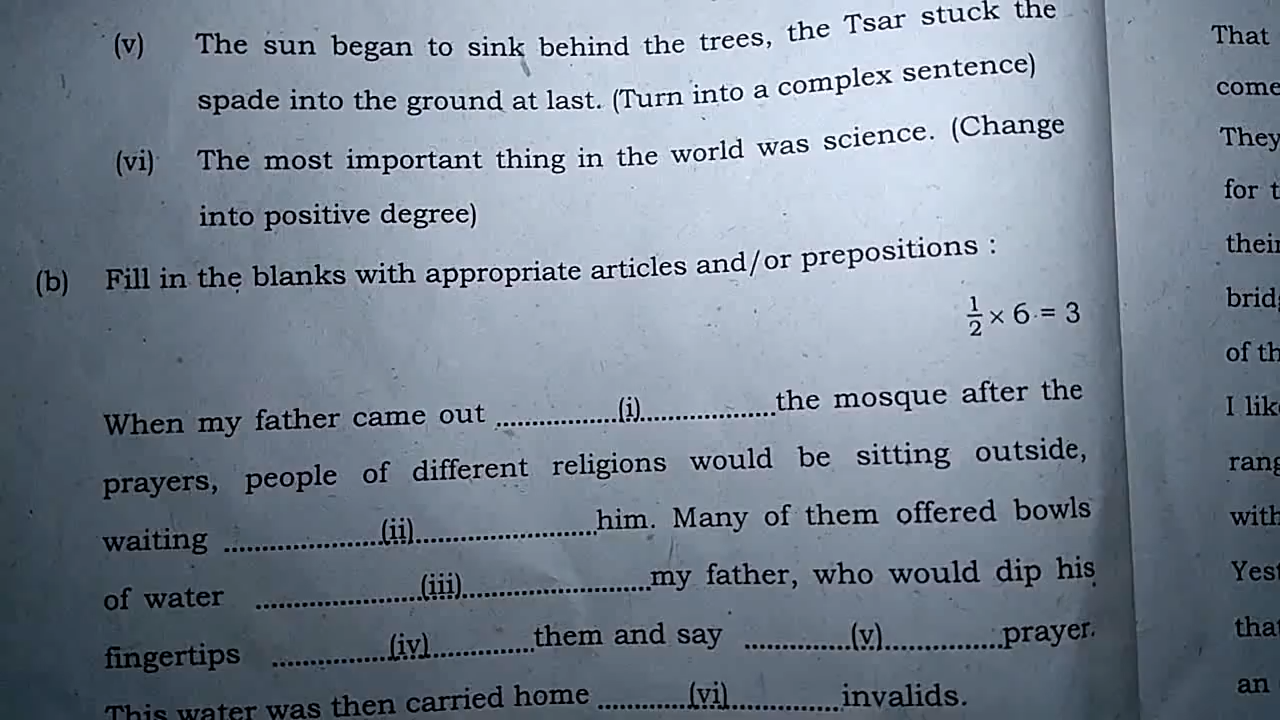 (v) The sun began to sink behind the trees, the Tsar stuck the
spade into the ground at last. (Turn into a complex sentence)
(vi) The most important thing in the world was science. (Change
into positive degree)
(b) Fill in the blanks with appropriate articles and/or prepositions :
1/2 × 6 = 3
When my father came out ..............(i)................the mosque after the
prayers, people of different religions would be sitting outside,
waiting ..................(ii)......................him. Many of them offered bowls
of water ...................(iii)......................my father, who would dip his
fingertips .............(iv)............them and say ............(v).............prayer.
This water was then carried home ..........(vi).............invalids.
That
come
They
for t
their
brid
of th
I lik
rang
with
Yest
that
an